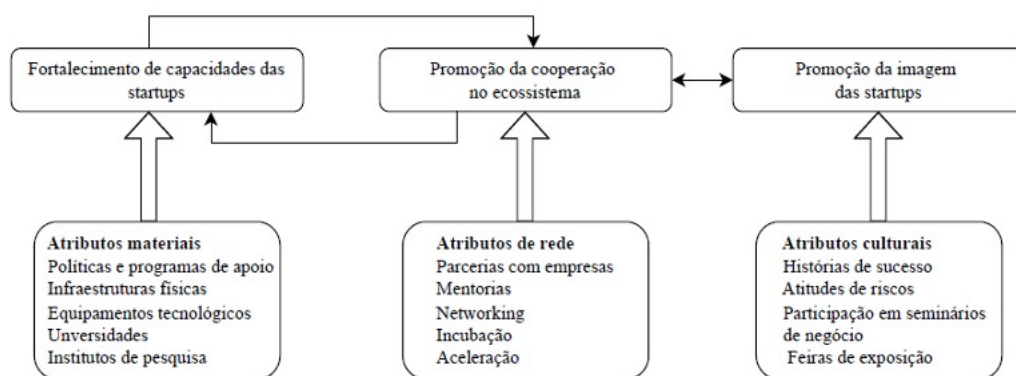 Fortalecimento de capacidades das
startups
Promoção da cooperação
no ecossistema
Promoção da imagem
das startups
Atributos materiais
Políticas e programas de apoio
Infraestruturas físicas
Equipamentos tecnológicos
Unversidades
Institutos de pesquisa
Atributos de rede
Parcerias com empresas
Mentorias
Networking
Incubação
Aceleração
Atributos culturais
Histórias de sucesso
Atitudes de riscos
Participação em seminários
de negócio
Feiras de exposição